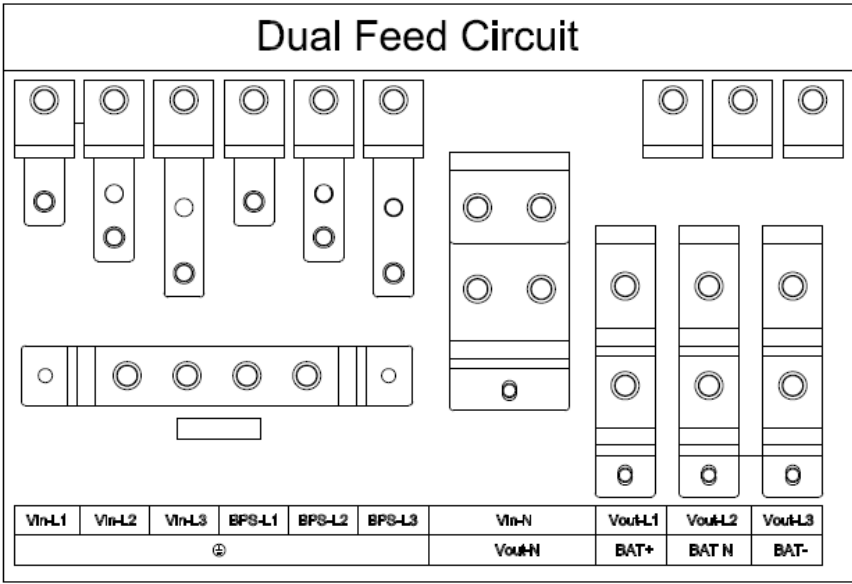 Dual Feed Circuit
Vin-L1 Vin-L2 Vin-L3 BPS-L1 BPS-L2 BPS-L3 Vin-N Vout-L1 Vout-L2 Vout-L3
Vout-N BAT+ BAT N BAT-